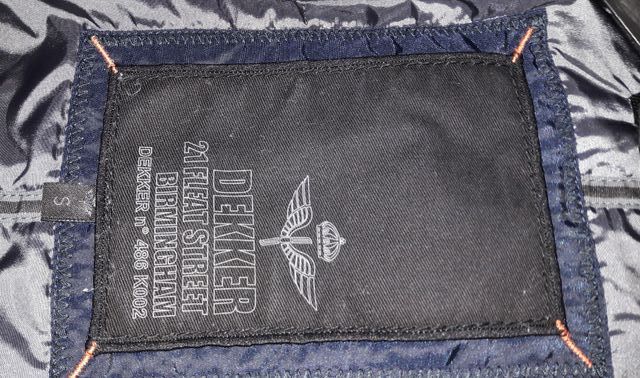 DEKKER
21 FLEAT STREET
BIRMINGHAM
DEKKER n° 486 K002
S